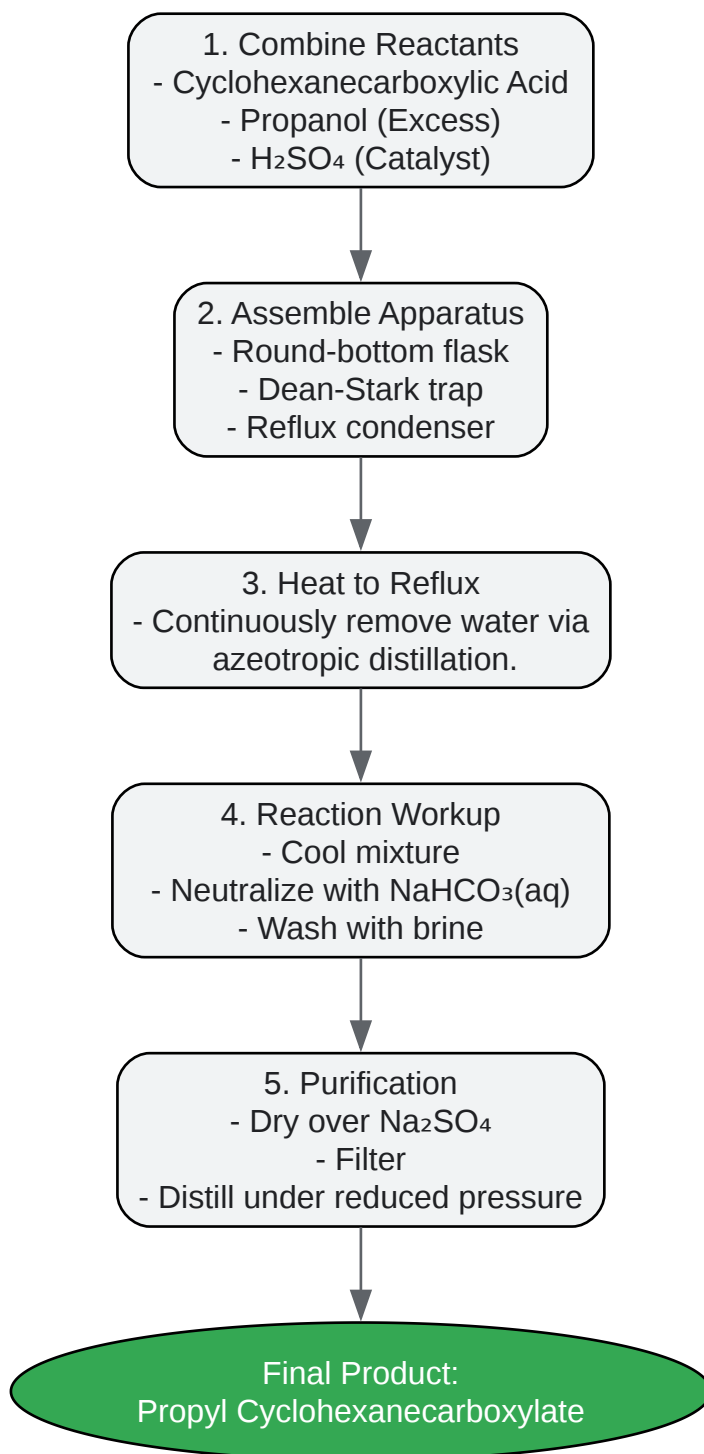 1. Combine Reactants
- Cyclohexanecarboxylic Acid
- Propanol (Excess)
- H₂SO₄ (Catalyst)
2. Assemble Apparatus
- Round-bottom flask
- Dean-Stark trap
- Reflux condenser
3. Heat to Reflux
- Continuously remove water via
azeotropic distillation.
4. Reaction Workup
- Cool mixture
- Neutralize with NaHCO₃(aq)
- Wash with brine
5. Purification
- Dry over Na₂SO₄
- Filter
- Distill under reduced pressure
Final Product:
Propyl Cyclohexanecarboxylate